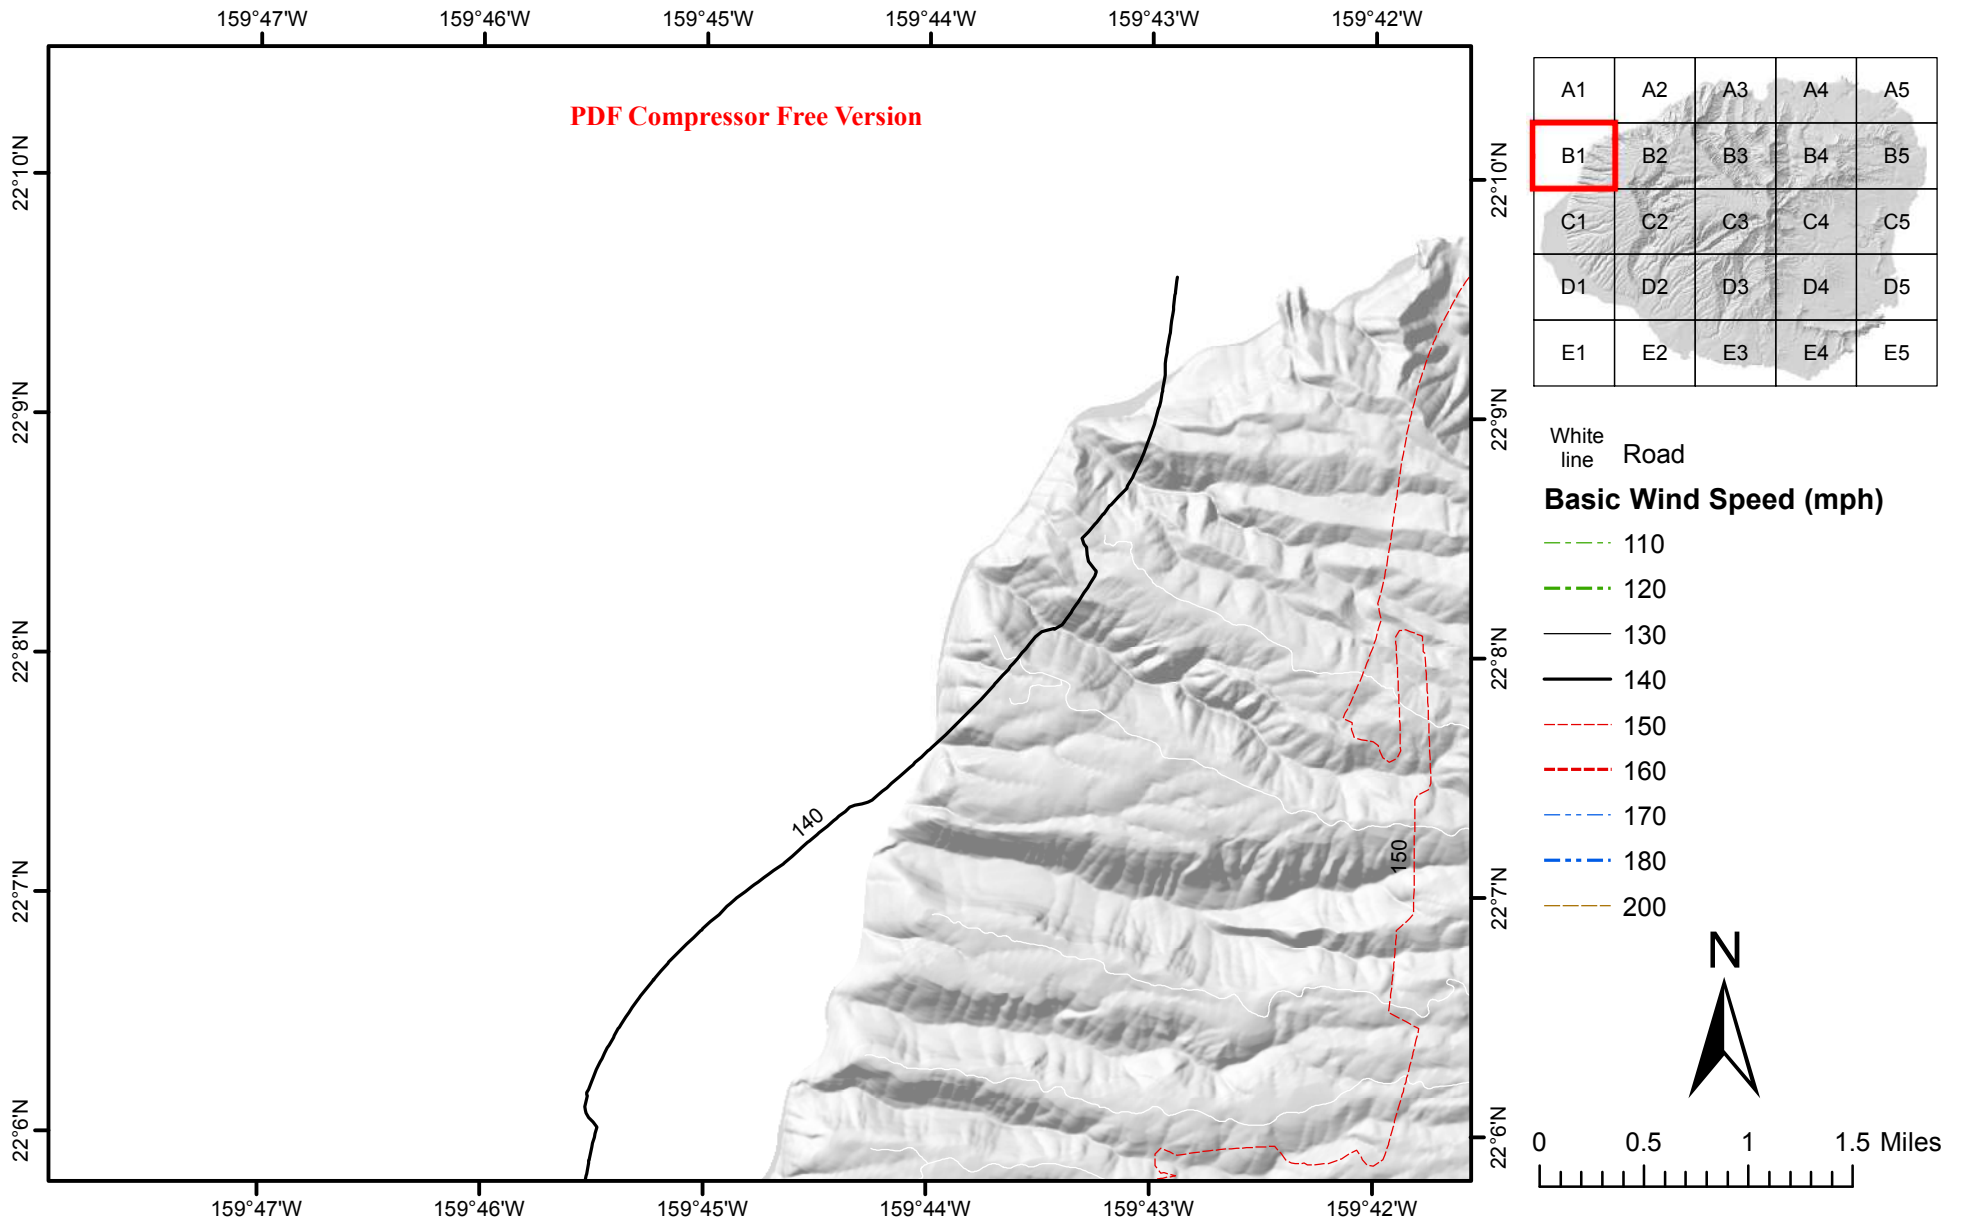 159°47'W 159°46'W 159°45'W 159°44'W 159°43'W 159°42'W
PDF Compressor Free Version
22°10'N
22°9'N
22°8'N
22°7'N
22°6'N
140
150
22°10'N
22°9'N
22°8'N
22°7'N
22°6'N
159°47'W 159°46'W 159°45'W 159°44'W 159°43'W 159°42'W
A1 A2 A3 A4 A5
B1 B2 B3 B4 B5
C1 C2 C3 C4 C5
D1 D2 D3 D4 D5
E1 E2 E3 E4 E5
White
line Road
Basic Wind Speed (mph)
110
120
130
140
150
160
170
180
200
N
0 0.5 1 1.5 Miles